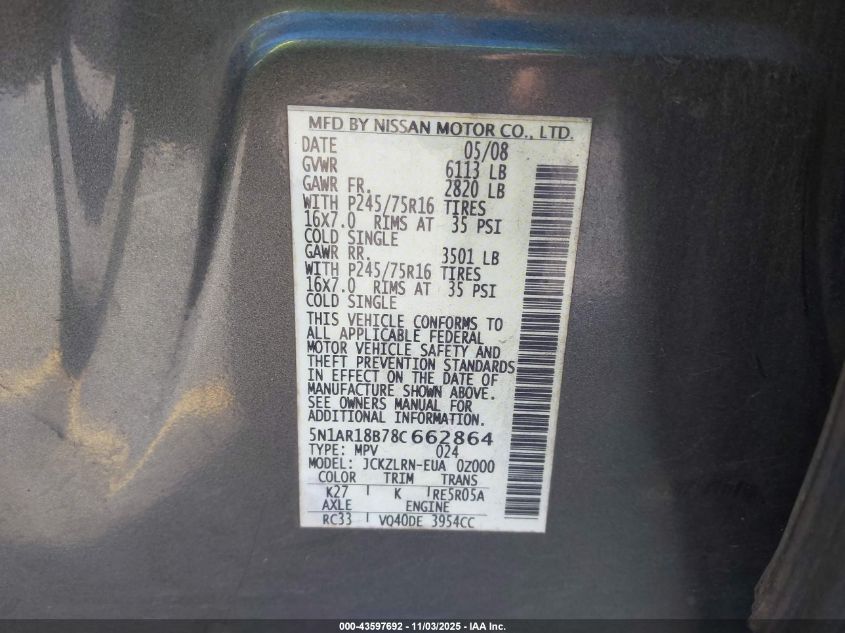 MFD BY NISSAN MOTOR CO., LTD.
DATE 05/08
GVWR 6113 LB
GAWR FR. 2820 LB
WITH P245/75R16 TIRES
16X7.0 RIMS AT 35 PSI
COLD SINGLE
GAWR RR. 3501 LB
WITH P245/75R16 TIRES
16X7.0 RIMS AT 35 PSI
COLD SINGLE
THIS VEHICLE CONFORMS TO
ALL APPLICABLE FEDERAL
MOTOR VEHICLE SAFETY AND
THEFT PREVENTION STANDARDS
IN EFFECT ON THE DATE OF
MANUFACTURE SHOWN ABOVE.
SEE OWNERS MANUAL FOR
ADDITIONAL INFORMATION.
5N1AR18B78C662864
TYPE: MPV 024
MODEL: JCKZLRN-EUA 0Z000
COLOR TRIM TRANS
K27 K RE5R05A
AXLE ENGINE
RC33 VQ40DE 3954CC
000-43597692 - 11/03/2025 - IAA Inc.